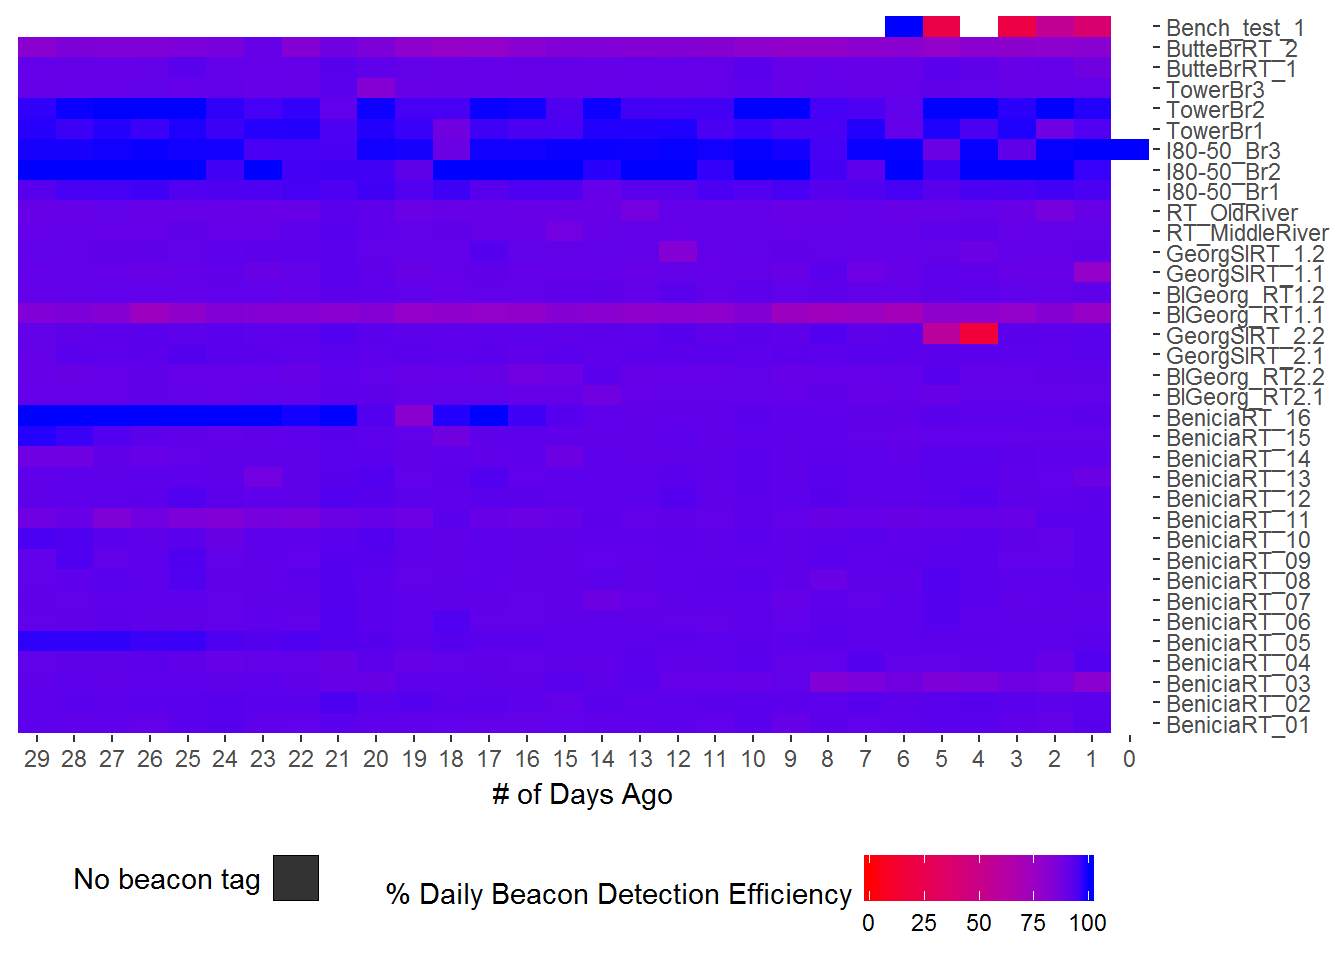 Bench_test_1
ButteBrRT_2
ButteBrRT_1
TowerBr3
TowerBr2
TowerBr1
I80-50_Br3
I80-50_Br2
I80-50_Br1
RT_OldRiver
RT_MiddleRiver
GeorgSlRT_1.2
GeorgSlRT_1.1
BlGeorg_RT1.2
BlGeorg_RT1.1
GeorgSlRT_2.2
GeorgSlRT_2.1
BlGeorg_RT2.2
BlGeorg_RT2.1
BeniciaRT_16
BeniciaRT_15
BeniciaRT_14
BeniciaRT_13
BeniciaRT_12
BeniciaRT_11
BeniciaRT_10
BeniciaRT_09
BeniciaRT_08
BeniciaRT_07
BeniciaRT_06
BeniciaRT_05
BeniciaRT_04
BeniciaRT_03
BeniciaRT_02
BeniciaRT_01
29 28 27 26 25 24 23 22 21 20 19 18 17 16 15 14 13 12 11 10 9 8 7 6 5 4 3 2 1 0
# of Days Ago
No beacon tag
% Daily Beacon Detection Efficiency
0 25 50 75 100